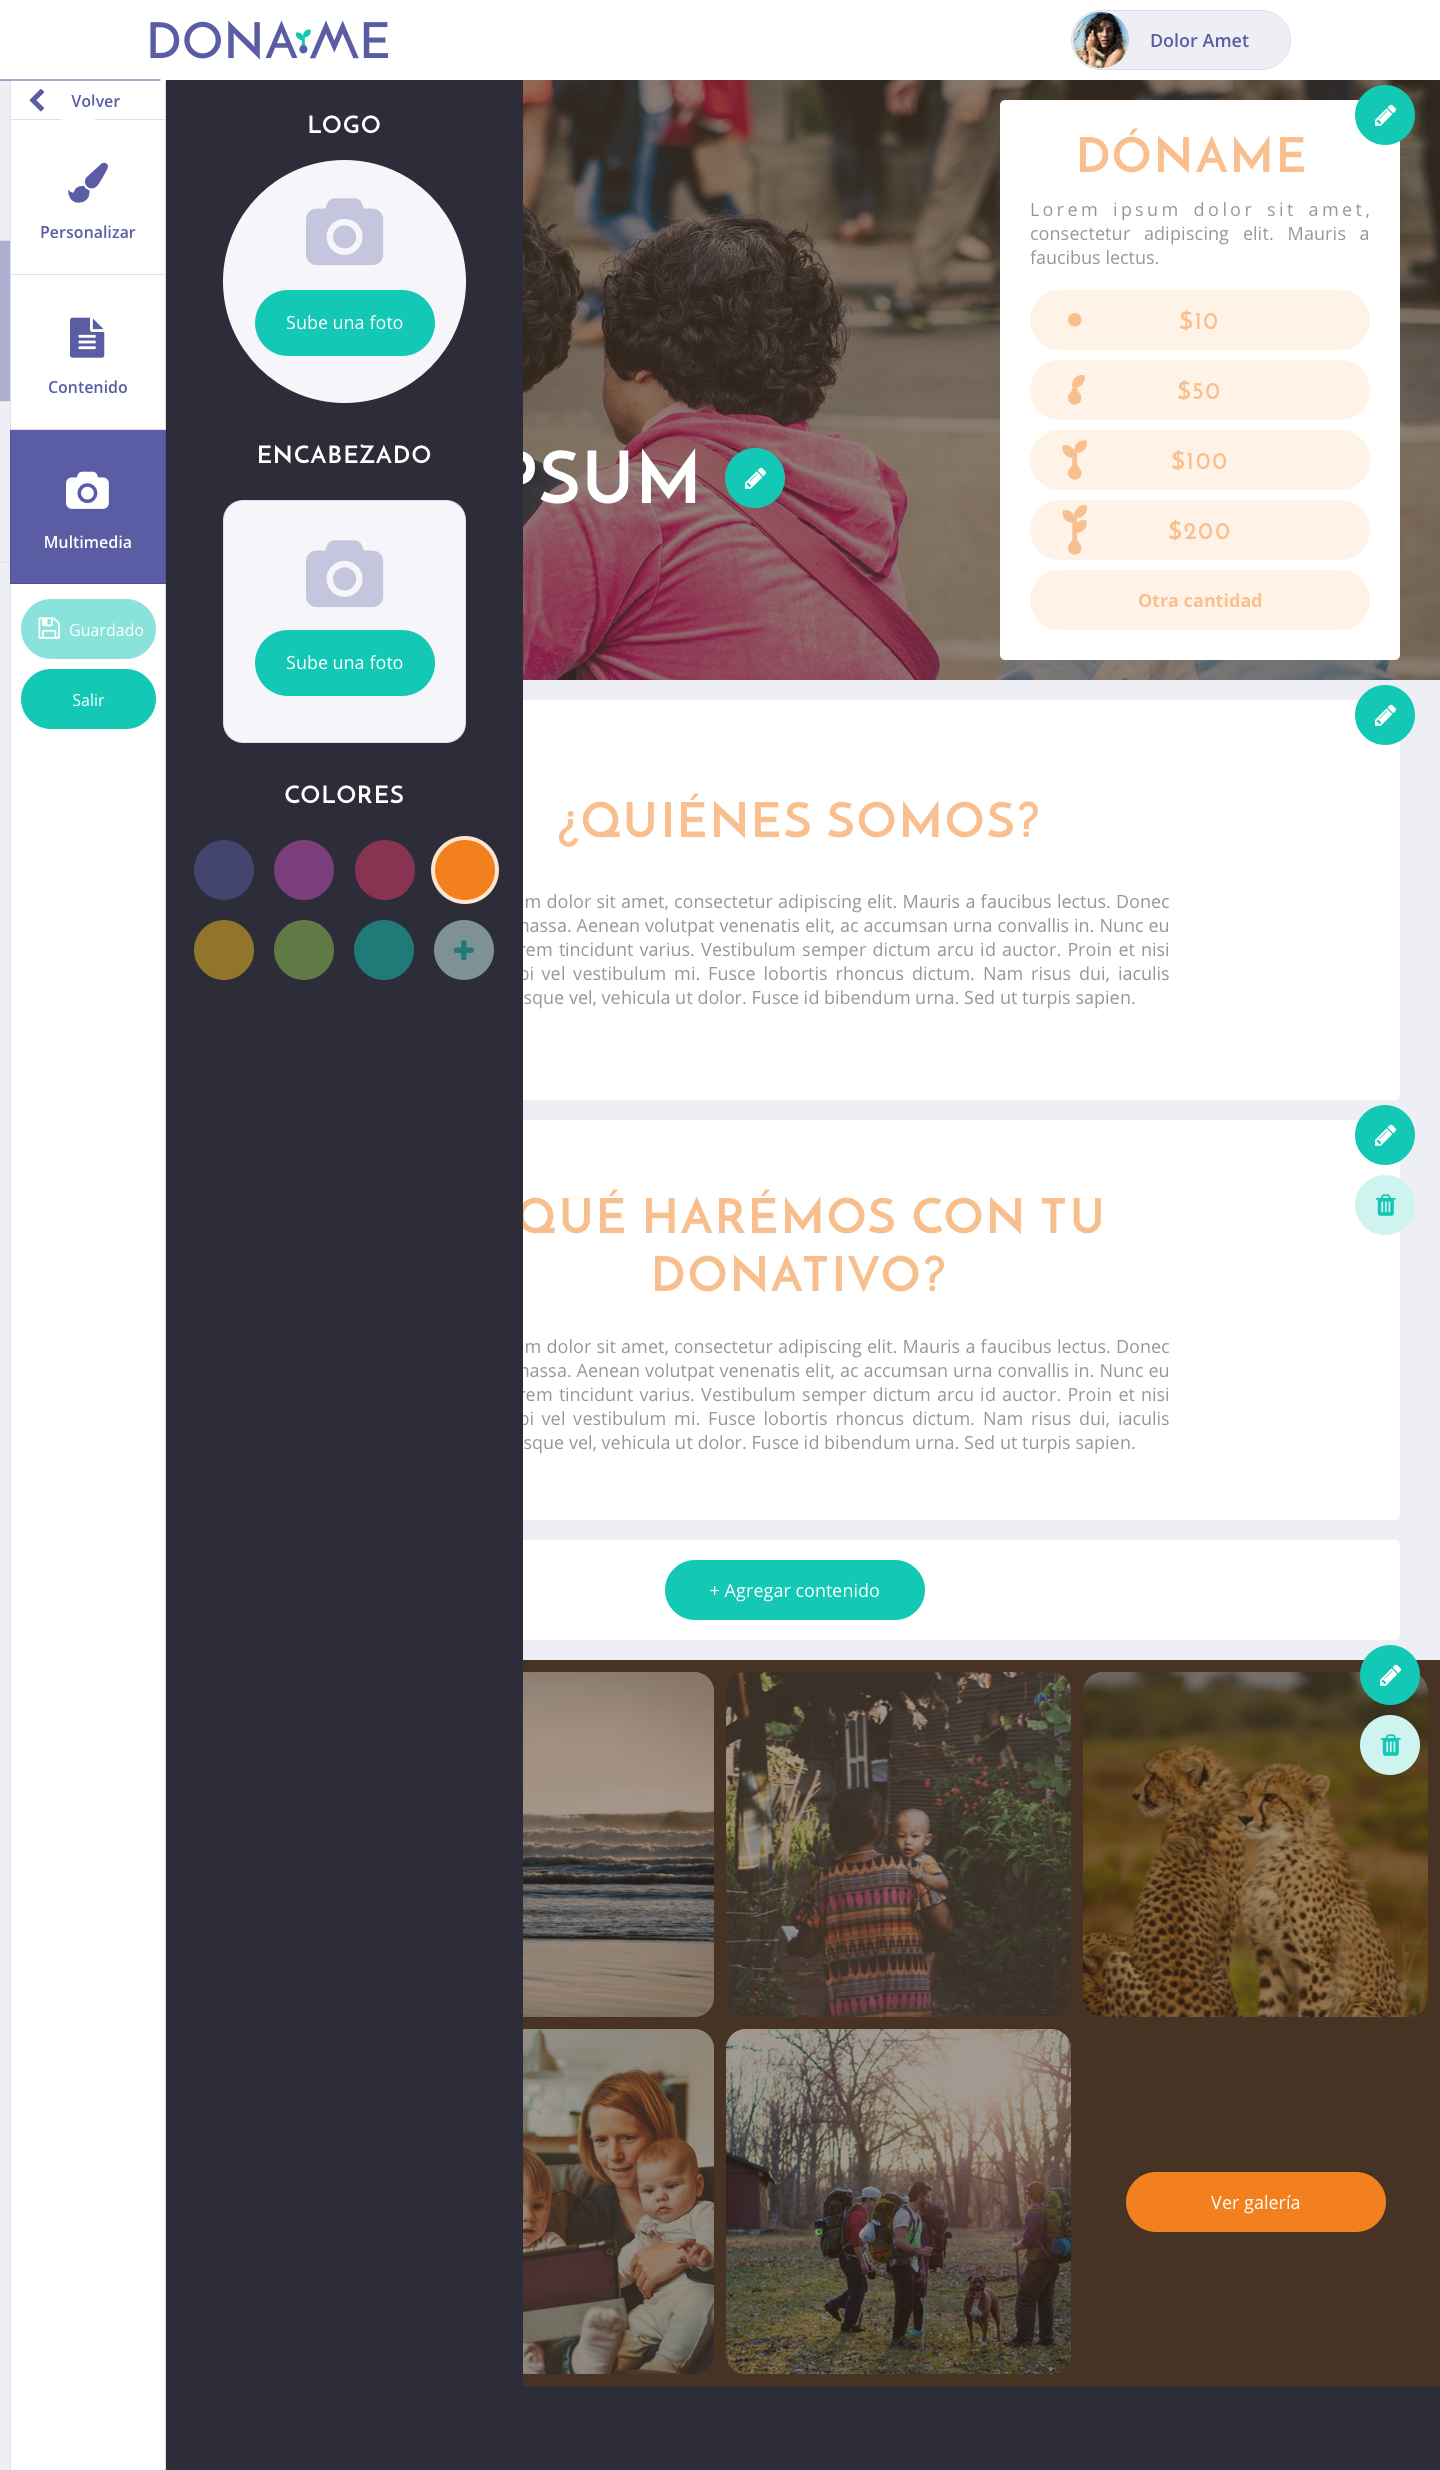 DONAME
Dolor Amet
Volver
Personalizar
Contenido
Multimedia
Guardado
Salir
LOGO
Sube una foto
ENCABEZADO
Sube una foto
COLORES
PSUM
DÓNAME
Lorem ipsum dolor sit amet,
consectetur adipiscing elit. Mauris a
faucibus lectus.
$10
$50
$100
$200
Otra cantidad
¿QUIÉNES SOMOS?
m dolor sit amet, consectetur adipiscing elit. Mauris a faucibus lectus. Donec
massa. Aenean volutpat venenatis elit, ac accumsan urna convallis in. Nunc eu
rem tincidunt varius. Vestibulum semper dictum arcu id auctor. Proin et nisi
bi vel vestibulum mi. Fusce lobortis rhoncus dictum. Nam risus dui, iaculis
sque vel, vehicula ut dolor. Fusce id bibendum urna. Sed ut turpis sapien.
QUÉ HARÉMOS CON TU
DONATIVO?
m dolor sit amet, consectetur adipiscing elit. Mauris a faucibus lectus. Donec
massa. Aenean volutpat venenatis elit, ac accumsan urna convallis in. Nunc eu
rem tincidunt varius. Vestibulum semper dictum arcu id auctor. Proin et nisi
bi vel vestibulum mi. Fusce lobortis rhoncus dictum. Nam risus dui, iaculis
sque vel, vehicula ut dolor. Fusce id bibendum urna. Sed ut turpis sapien.
+ Agregar contenido
Ver galería